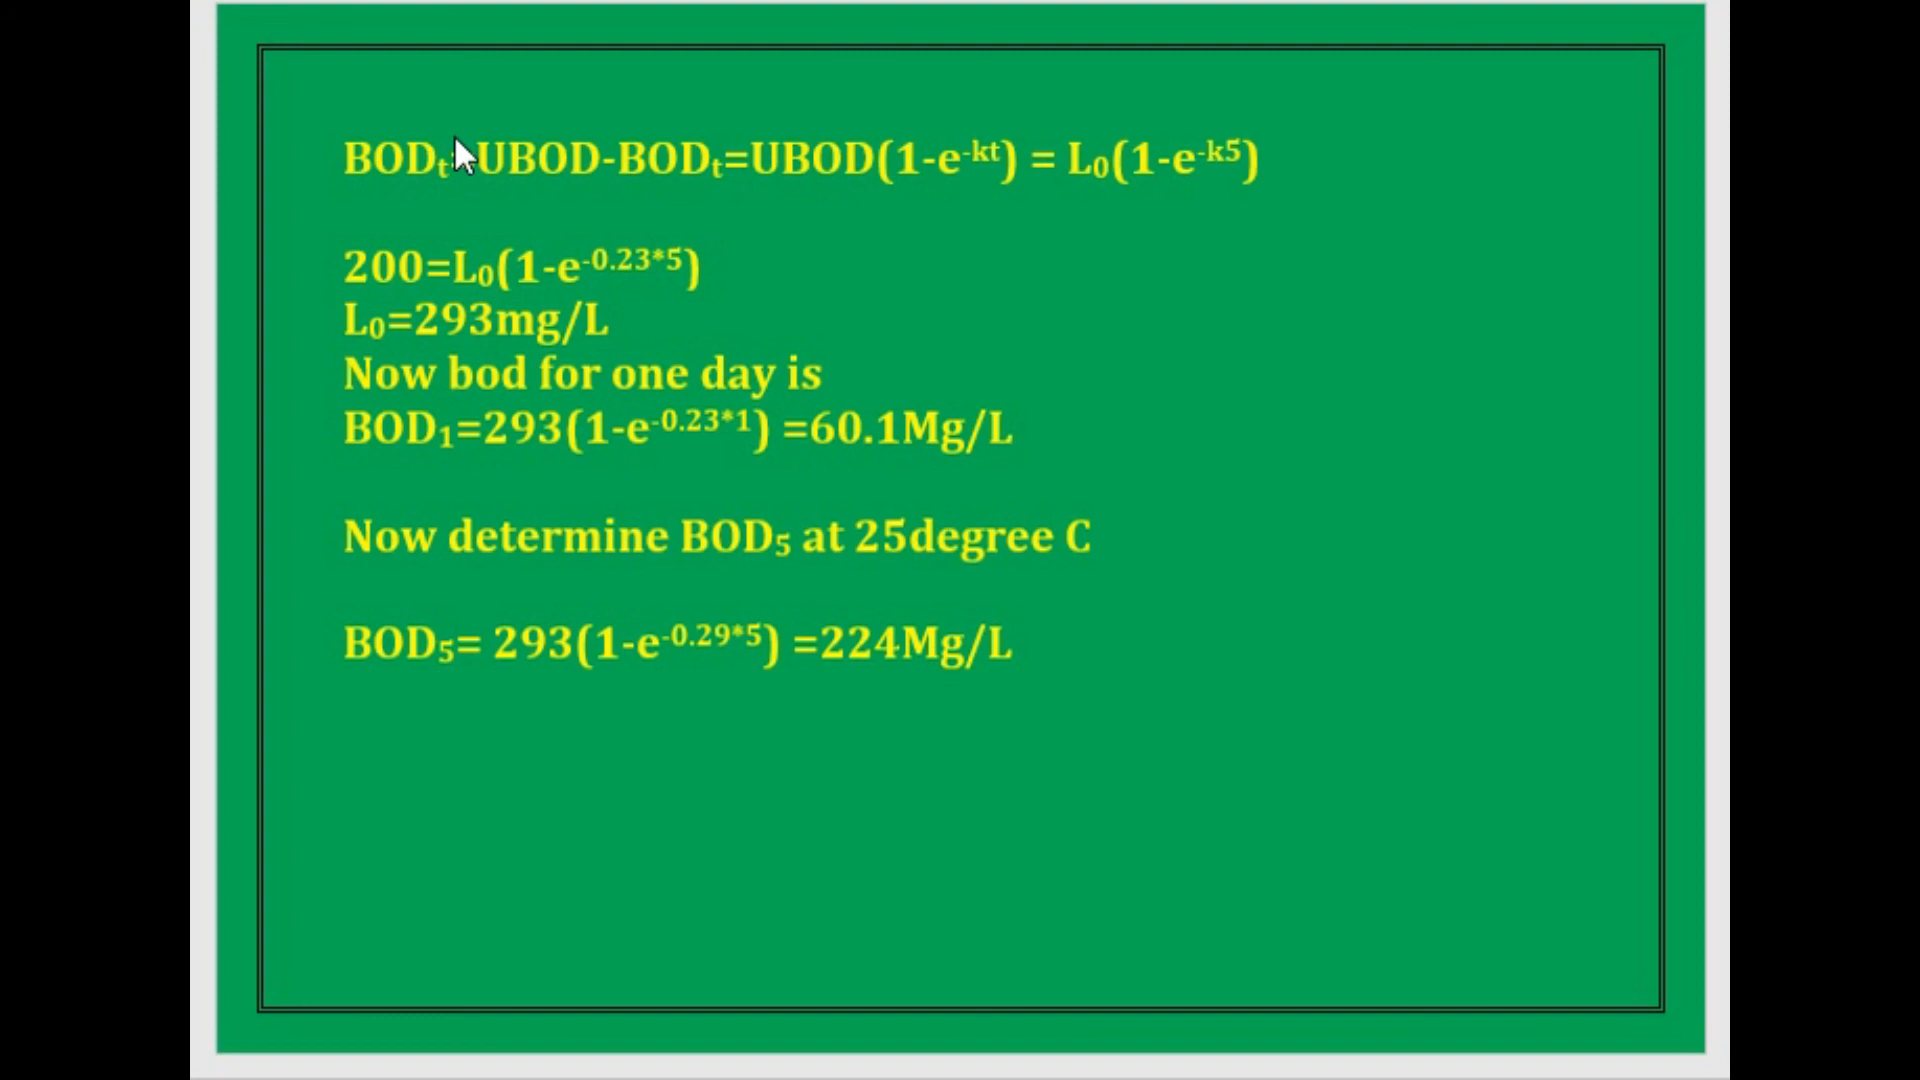 BODt=UBOD-BODt=UBOD(1-e-kt) = L0(1-e-k5)
200=L0(1-e-0.23*5)
L0=293mg/L
Now bod for one day is
BOD1=293(1-e-0.23*1) =60.1Mg/L
Now determine BOD5 at 25degree C
BOD5= 293(1-e-0.29*5) =224Mg/L